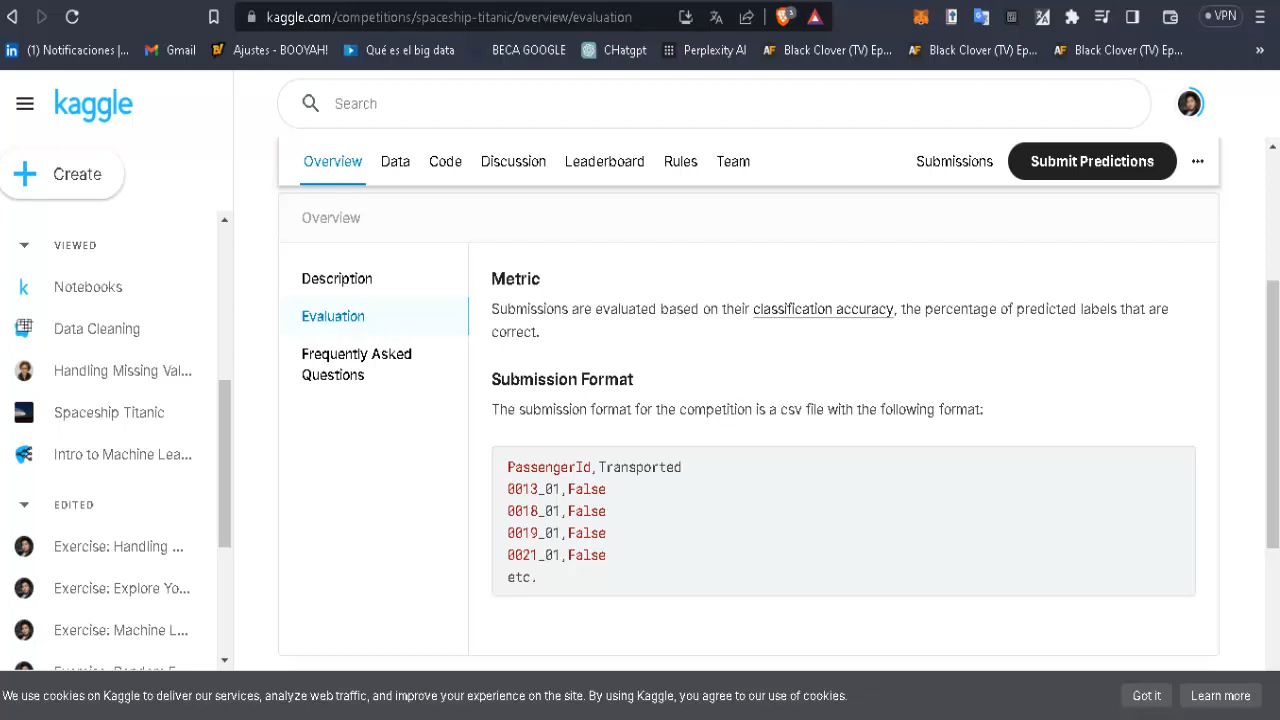 kaggle.com/competitions/spaceship-titanic/overview/evaluation
VPN
(1) Notificaciones |...
Gmail
Ajustes - BOOYAH!
Qué es el big data
BECA GOOGLE
CHatgpt
Perplexity AI
Black Clover (TV) Ep...
Black Clover (TV) Ep...
Black Clover (TV) Ep...
kaggle
Search
Create
Overview
Data
Code
Discussion
Leaderboard
Rules
Team
Submissions
Submit Predictions
VIEWED
Notebooks
Data Cleaning
Handling Missing Val...
Spaceship Titanic
Intro to Machine Lea...
EDITED
Exercise: Handling ...
Exercise: Explore Yo...
Exercise: Machine L...
Overview
Description
Evaluation
Frequently Asked
Questions
Metric
Submissions are evaluated based on their classification accuracy, the percentage of predicted labels that are
correct.
Submission Format
The submission format for the competition is a csv file with the following format:
PassengerId,Transported
0013_01,False
0018_01,False
0019_01,False
0021_01,False
etc.
We use cookies on Kaggle to deliver our services, analyze web traffic, and improve your experience on the site. By using Kaggle, you agree to our use of cookies.
Got it
Learn more